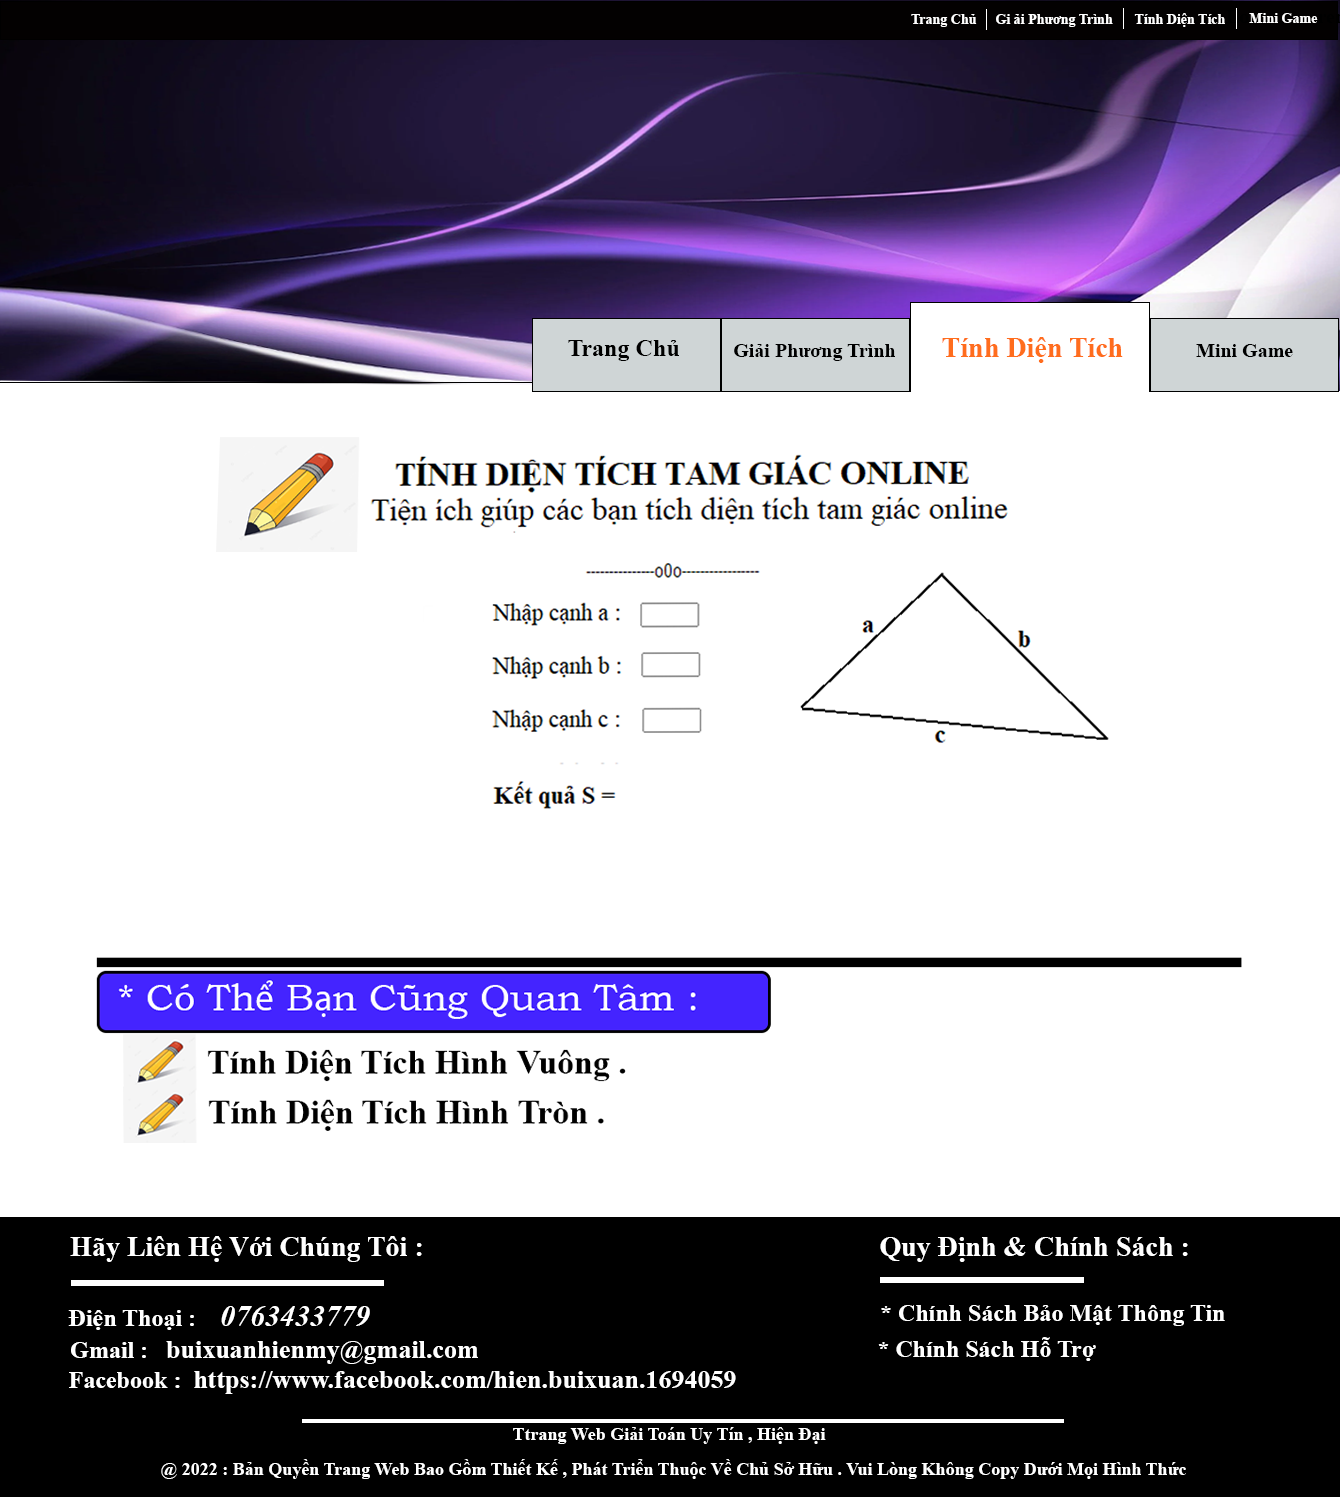 Trang Chủ Gi ải Phương Trình Tính Diện Tích Mini Game
Trang Chủ Giải Phương Trình Tính Diện Tích Mini Game
TÍNH DIỆN TÍCH TAM GIÁC ONLINE
Tiện ích giúp các bạn tích diện tích tam giác online
---------------o0o-----------------
Nhập cạnh a :
Nhập cạnh b :
Nhập cạnh c :
a
b
c
Kết quả S =
* Có Thể Bạn Cũng Quan Tâm :
Tính Diện Tích Hình Vuông .
Tính Diện Tích Hình Tròn .
Hãy Liên Hệ Với Chúng Tôi :
Điện Thoại : 0763433779
Gmail : buixuanhienmy@gmail.com
Facebook : https://www.facebook.com/hien.buixuan.1694059
Quy Định & Chính Sách :
* Chính Sách Bảo Mật Thông Tin
* Chính Sách Hỗ Trợ
Ttrang Web Giải Toán Uy Tín , Hiện Đại
@ 2022 : Bản Quyền Trang Web Bao Gồm Thiết Kế , Phát Triển Thuộc Về Chủ Sở Hữu . Vui Lòng Không Copy Dưới Mọi Hình Thức